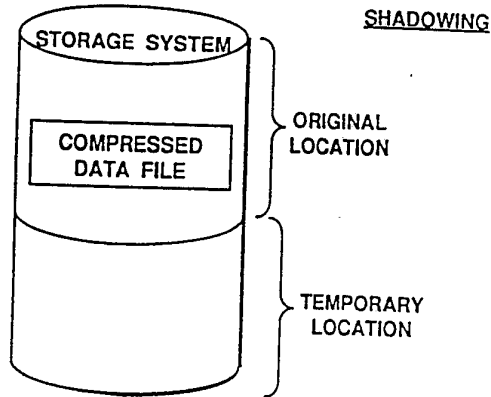 SHADOWING
STORAGE SYSTEM
COMPRESSED
DATA FILE
ORIGINAL
LOCATION
TEMPORARY
LOCATION